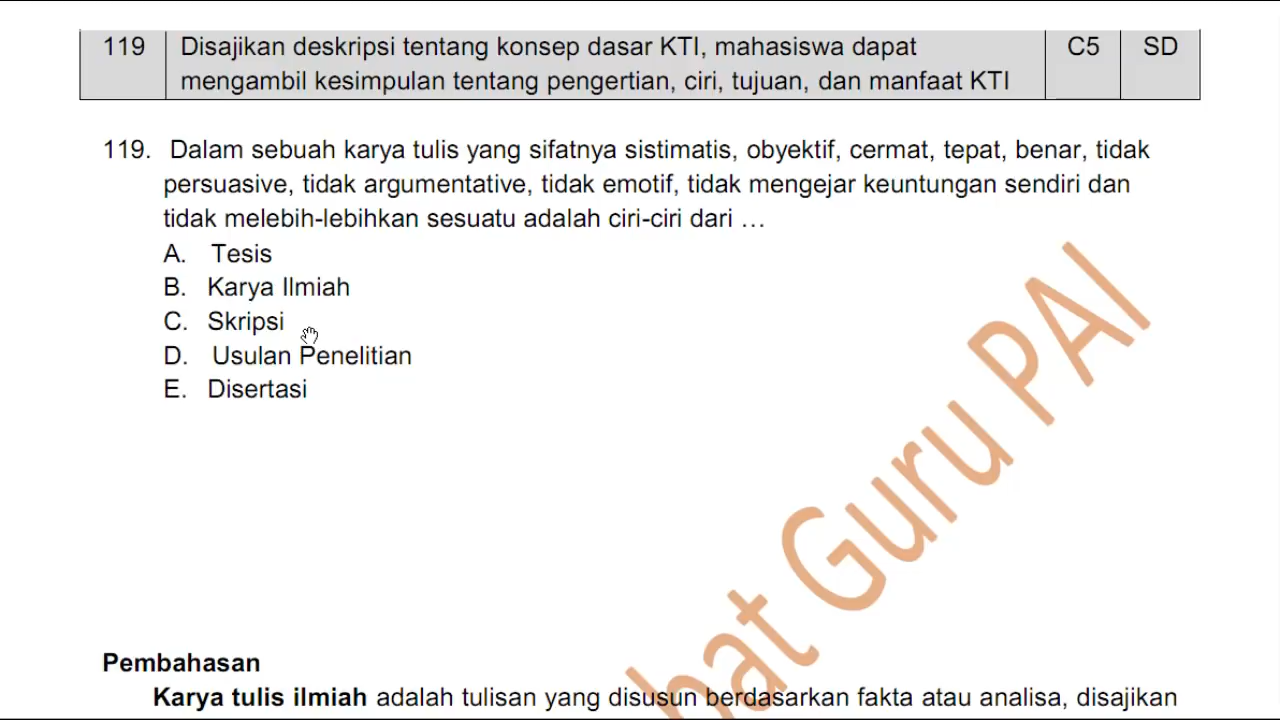 119 Disajikan deskripsi tentang konsep dasar KTI, mahasiswa dapat C5 SD
mengambil kesimpulan tentang pengertian, ciri, tujuan, dan manfaat KTI
119. Dalam sebuah karya tulis yang sifatnya sistimatis, obyektif, cermat, tepat, benar, tidak
persuasive, tidak argumentative, tidak emotif, tidak mengejar keuntungan sendiri dan
tidak melebih-lebihkan sesuatu adalah ciri-ciri dari …
A. Tesis
B. Karya Ilmiah
C. Skripsi
D. Usulan Penelitian
E. Disertasi
Pembahasan
Karya tulis ilmiah adalah tulisan yang disusun berdasarkan fakta atau analisa, disajikan
hat Guru PAI